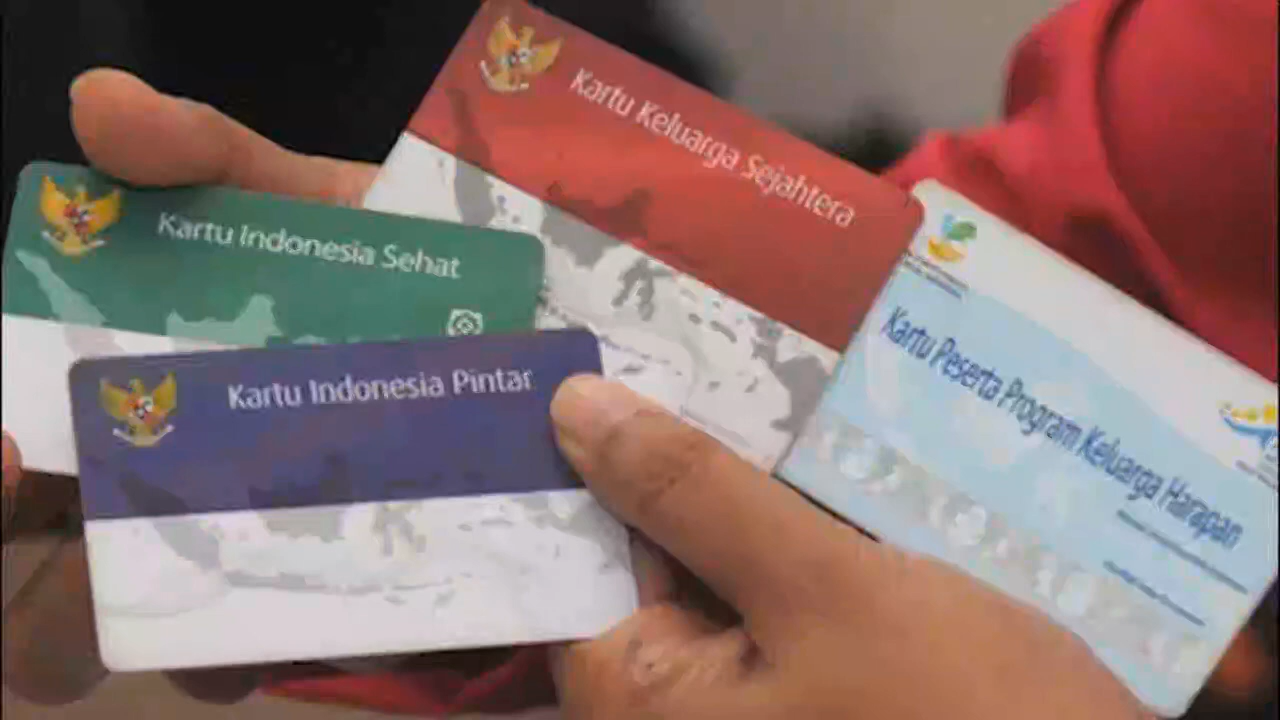 Kartu Keluarga Sejahtera
Kartu Indonesia Sehat
Kartu Indonesia Pintar
Kartu Peserta Program Keluarga Harapan